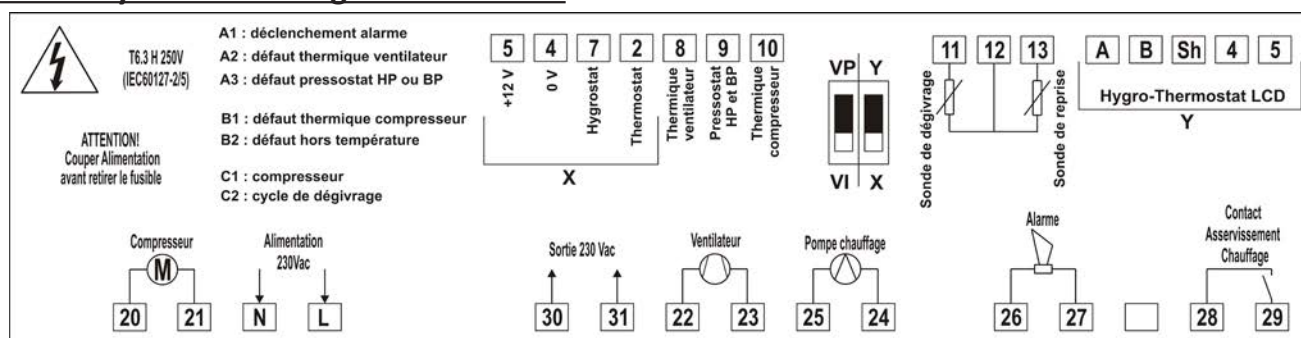 T6.3 H 250V
(IEC60127-2/5)
ATTENTION!
Couper Alimentation
avant retirer le fusible
A1 : déclenchement alarme
A2 : défaut thermique ventilateur
A3 : défaut pressostat HP ou BP
B1 : défaut thermique compresseur
B2 : défaut hors température
C1 : compresseur
C2 : cycle de dégivrage
5 4 7 2 8 9 10
+12 V
0 V
Hygrostat
Thermostat
Thermique
ventilateur
Pressostat
HP et BP
Thermique
compresseur
X
VP Y
VI X
11 12 13
Sonde de dégivrage
Sonde de reprise
A B Sh 4 5
Hygro-Thermostat LCD
Y
Compresseur
M
20 21
Alimentation
230Vac
N L
Sortie 230 Vac
30 31
Ventilateur
22 23
Pompe chauffage
25 24
Alarme
26 27
Contact
Asservissement
Chauffage
28 29